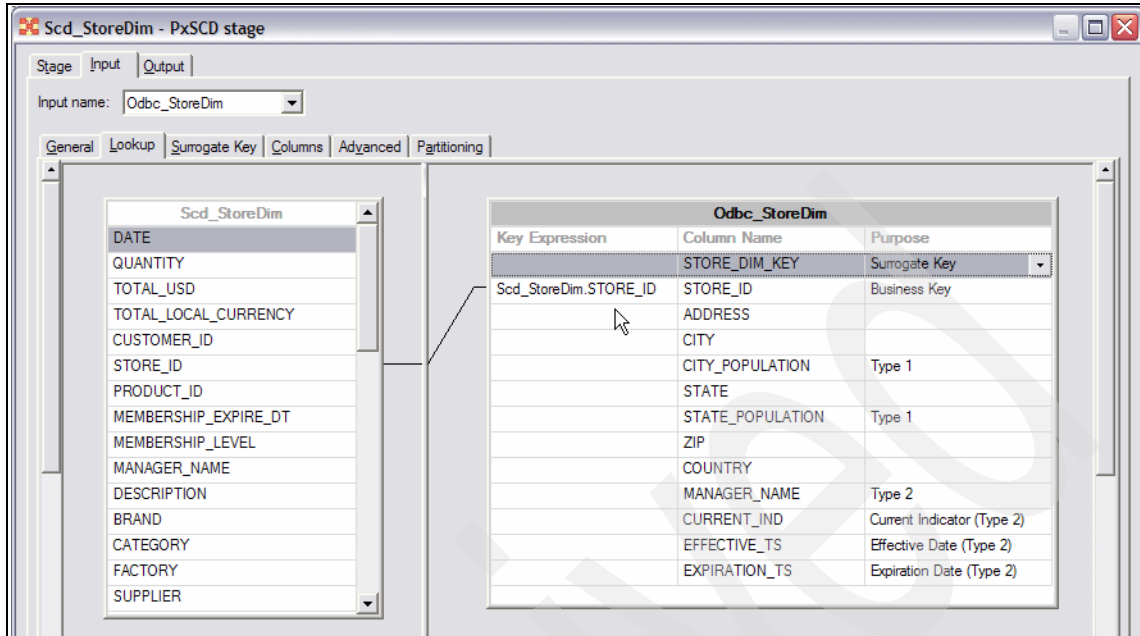 Scd_StoreDim - PxSCD stage
Stage Input Output
Input name: Odbc_StoreDim
General Lookup Surrogate Key Columns Advanced Partitioning
Scd_StoreDim
DATE
QUANTITY
TOTAL_USD
TOTAL_LOCAL_CURRENCY
CUSTOMER_ID
STORE_ID
PRODUCT_ID
MEMBERSHIP_EXPIRE_DT
MEMBERSHIP_LEVEL
MANAGER_NAME
DESCRIPTION
BRAND
CATEGORY
FACTORY
SUPPLIER
Odbc_StoreDim
Key Expression Column Name Purpose
STORE_DIM_KEY Surrogate Key
Scd_StoreDim.STORE_ID STORE_ID Business Key
ADDRESS
CITY
CITY_POPULATION Type 1
STATE
STATE_POPULATION Type 1
ZIP
COUNTRY
MANAGER_NAME Type 2
CURRENT_IND Current Indicator (Type 2)
EFFECTIVE_TS Effective Date (Type 2)
EXPIRATION_TS Expiration Date (Type 2)